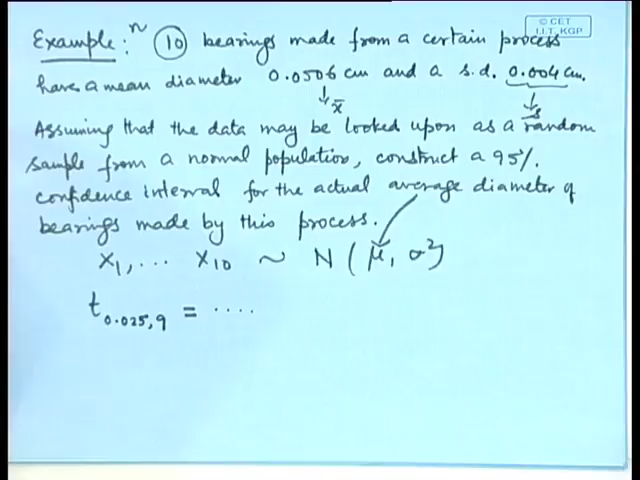 © CET
I.I.T. KGP
Example: n 10 bearings made from a certain process
have a mean diameter 0.0506 cm and a s.d. 0.004 cm.
x̄ s
Assuming that the data may be looked upon as a random
sample from a normal population, construct a 95%
confidence interval for the actual average diameter of
bearings made by this process.
X1, ... X10 ~ N(μ, σ²)
t0.025,9 = ....